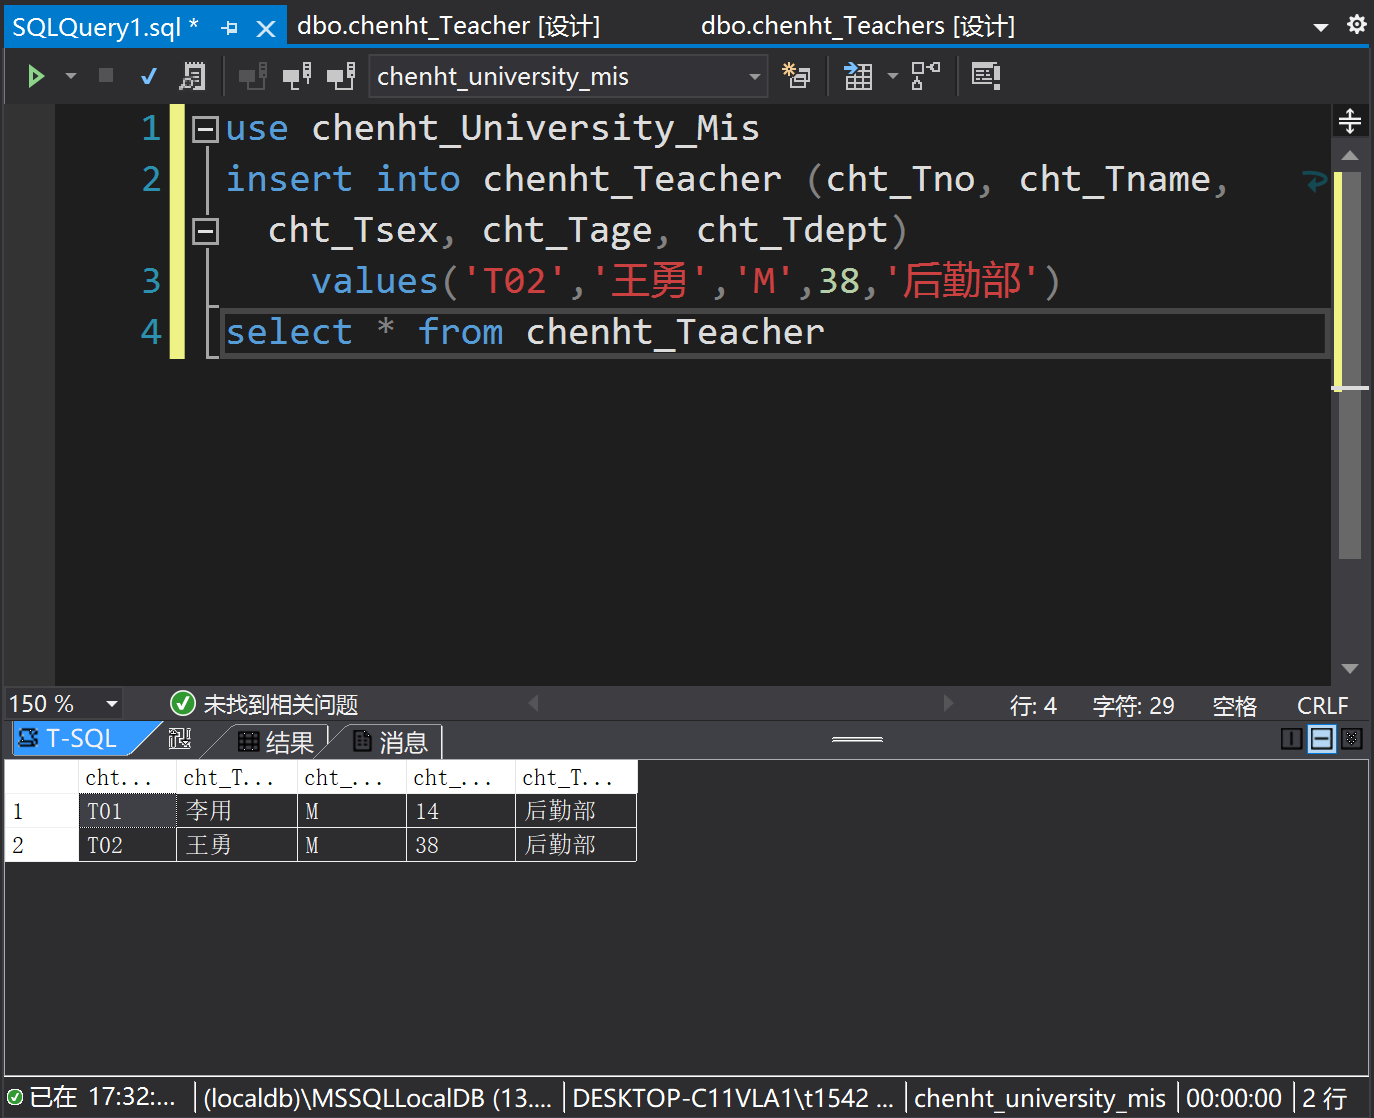 SQLQuery1.sql * dbo.chenht_Teacher [设计] dbo.chenht_Teachers [设计]
chenht_university_mis
1 use chenht_University_Mis
2 insert into chenht_Teacher (cht_Tno, cht_Tname,
cht_Tsex, cht_Tage, cht_Tdept)
3 values('T02','王勇','M',38,'后勤部')
4 select * from chenht_Teacher
150 % 未找到相关问题 行: 4 字符: 29 空格 CRLF
T-SQL 结果 消息
cht... cht_T... cht_... cht_... cht_T...
1 T01 李用 M 14 后勤部
2 T02 王勇 M 38 后勤部
已在 17:32:... (localdb)\MSSQLLocalDB (13.... DESKTOP-C11VLA1\t1542 ... chenht_university_mis 00:00:00 2 行